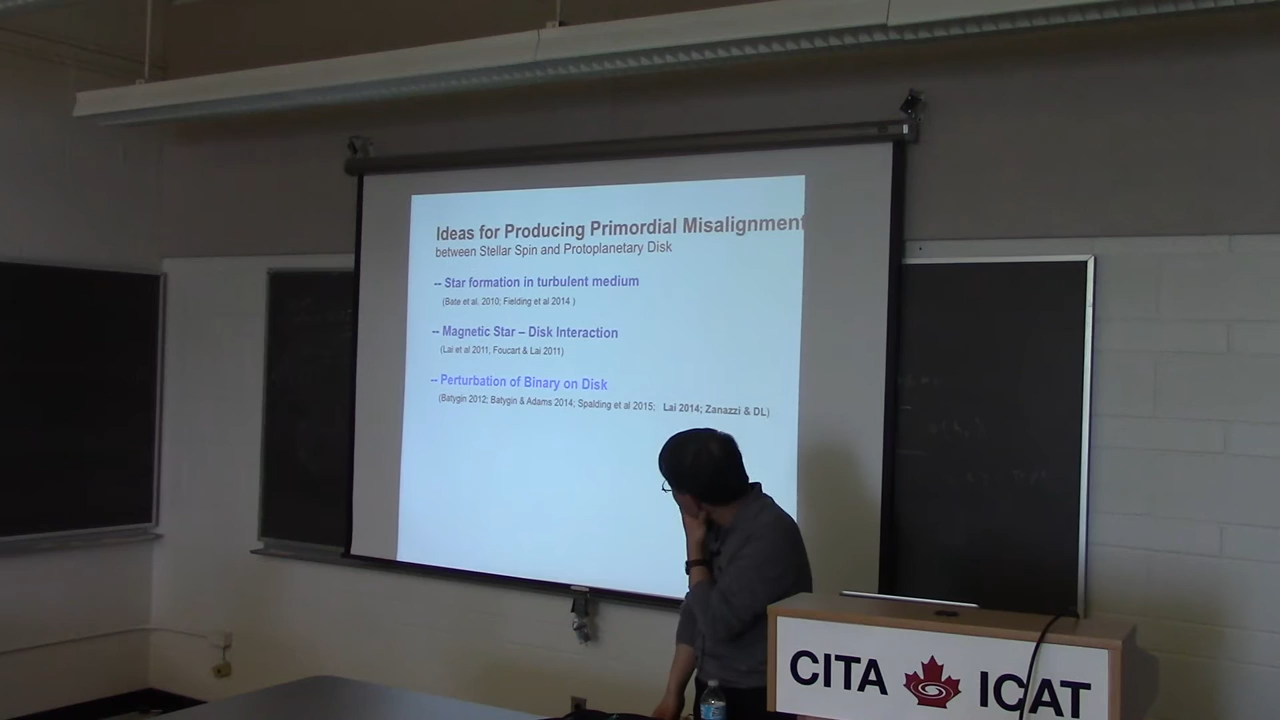 Ideas for Producing Primordial Misalignment
between Stellar Spin and Protoplanetary Disk
-- Star formation in turbulent medium
(Bate et al. 2010; Fielding et al 2014 )
-- Magnetic Star – Disk Interaction
(Lai et al 2011, Foucart & Lai 2011)
-- Perturbation of Binary on Disk
(Batygin 2012; Batygin & Adams 2014; Spalding et al 2015; Lai 2014; Zanazzi & DL)
CITA ICAT